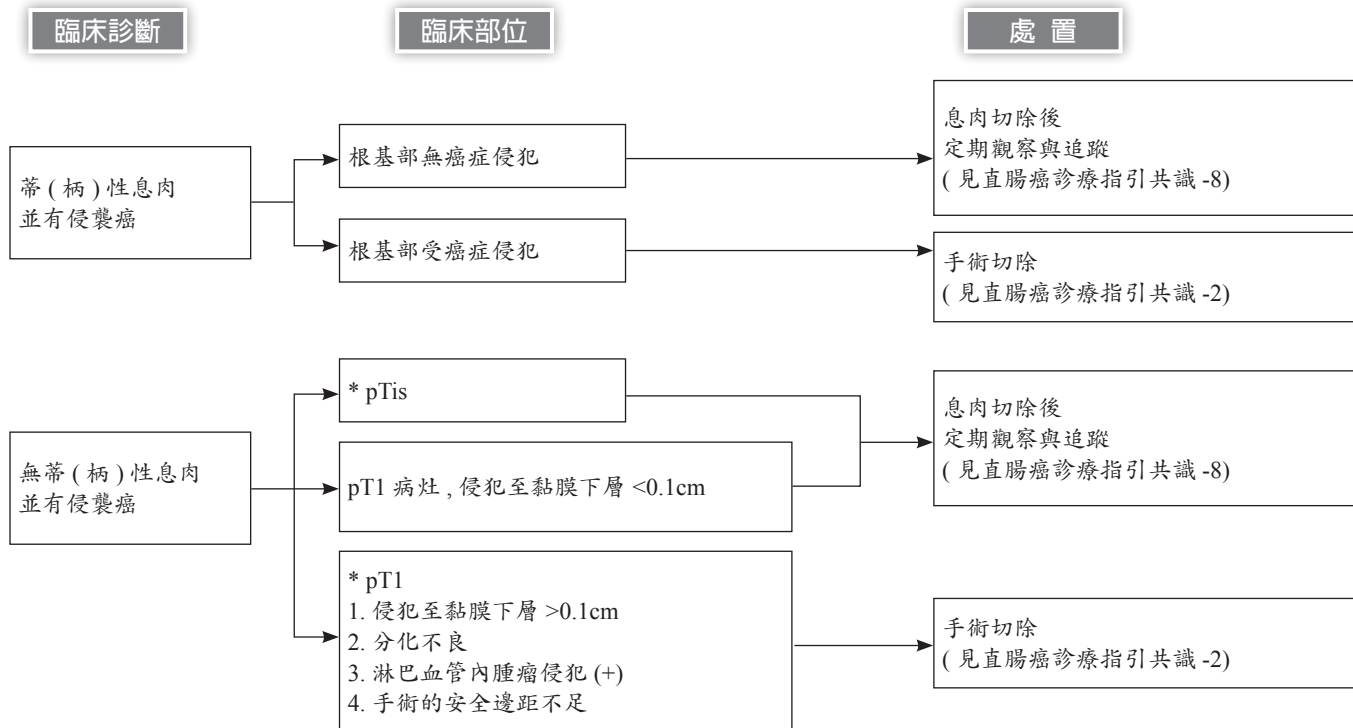 臨床診斷
臨床部位
處 置
蒂 ( 柄 ) 性息肉
並有侵襲癌
根基部無癌症侵犯
息肉切除後
定期觀察與追蹤
( 見直腸癌診療指引共識 -8)
根基部受癌症侵犯
手術切除
( 見直腸癌診療指引共識 -2)
無蒂 ( 柄 ) 性息肉
並有侵襲癌
* pTis
pT1 病灶 , 侵犯至黏膜下層 <0.1cm
息肉切除後
定期觀察與追蹤
( 見直腸癌診療指引共識 -8)
* pT1
1. 侵犯至黏膜下層 >0.1cm
2. 分化不良
3. 淋巴血管內腫瘤侵犯 (+)
4. 手術的安全邊距不足
手術切除
( 見直腸癌診療指引共識 -2)